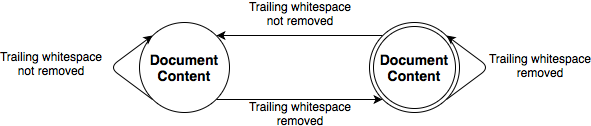 Trailing whitespace
not removed
Trailing whitespace
not removed
Document
Content
Document
Content
Trailing whitespace
removed
Trailing whitespace
removed